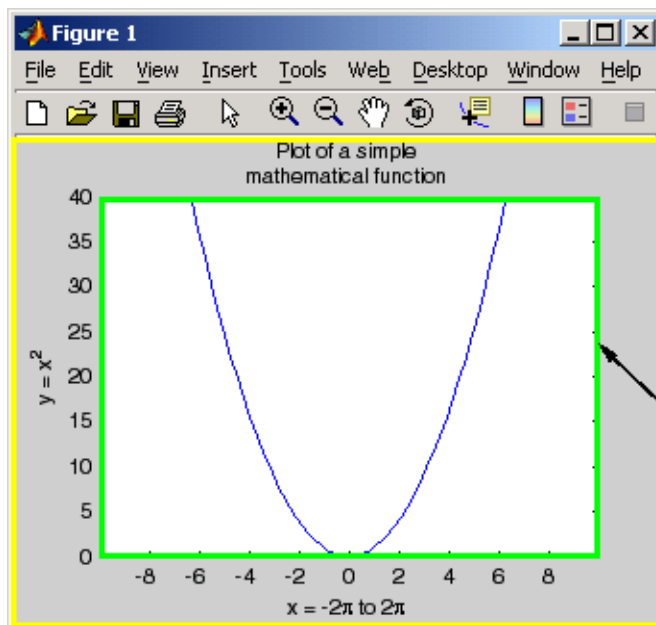 Figure 1
File Edit View Insert Tools Web Desktop Window Help
Plot of a simple
mathematical function
40
35
30
25
20
15
10
5
0
y = x²
-8 -6 -4 -2 0 2 4 6 8
x = -2π to 2π